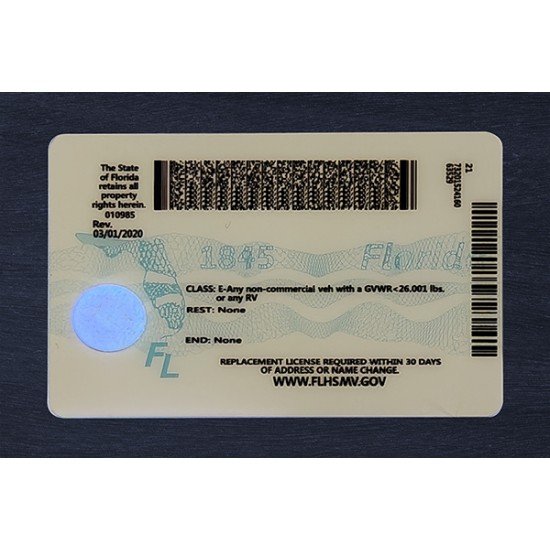 The State
of Florida
retains all
property
rights herein.
010985
Rev.
03/01/2020
1845 Florida
CLASS: E-Any non-commercial veh with a GVWR<26.001 lbs.
or any RV
REST: None
END: None
FL
REPLACEMENT LICENSE REQUIRED WITHIN 30 DAYS
OF ADDRESS OR NAME CHANGE.
WWW.FLHSMV.GOV
21